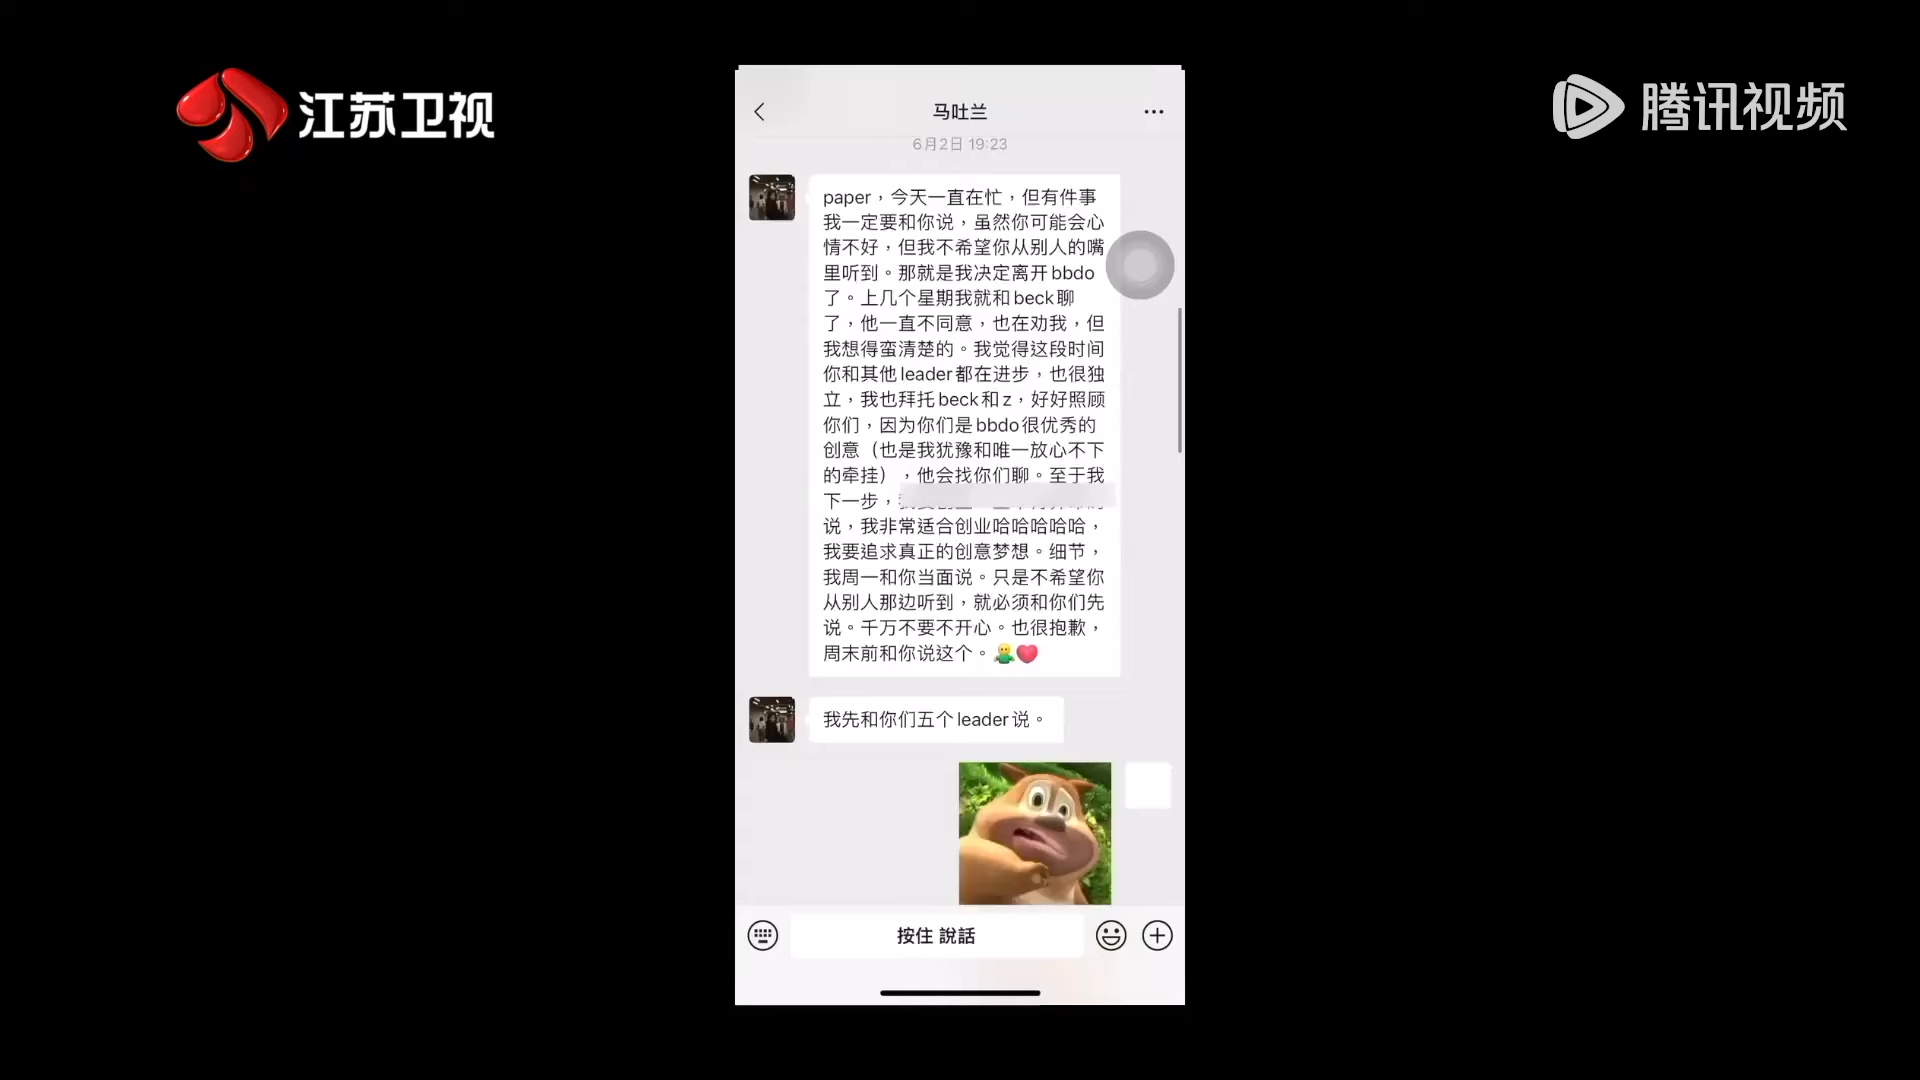 江苏卫视
腾讯视频
马吐兰
6月2日 19:23
paper，今天一直在忙，但有件事
我一定要和你说，虽然你可能会心
情不好，但我不希望你从别人的嘴
里听到。那就是我决定离开bbdo
了。上几个星期我就和beck聊
了，他一直不同意，也在劝我，但
我想得蛮清楚的。我觉得这段时间
你和其他leader都在进步，也很独
立，我也拜托beck和z，好好照顾
你们，因为你们是bbdo很优秀的
创意（也是我犹豫和唯一放心不下
的牵挂），他会找你们聊。至于我
下一步，
说，我非常适合创业哈哈哈哈哈，
我要追求真正的创意梦想。细节，
我周一和你当面说。只是不希望你
从别人那边听到，就必须和你们先
说。千万不要不开心。也很抱歉，
周末前和你说这个。
我先和你们五个leader说。
按住 說話